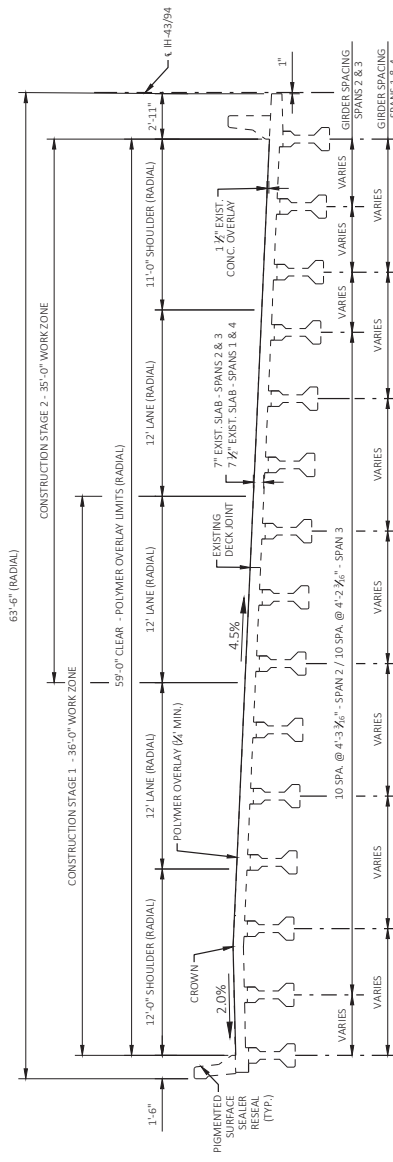 63'-6" (RADIAL)
CONSTRUCTION STAGE 1 - 36'-0" WORK ZONE
CONSTRUCTION STAGE 2 - 35'-0" WORK ZONE
59'-0" CLEAR - POLYMER OVERLAY LIMITS (RADIAL)
1'-6"
12'-0" SHOULDER (RADIAL)
12' LANE (RADIAL)
12' LANE (RADIAL)
12' LANE (RADIAL)
11'-0" SHOULDER (RADIAL)
2'-11"
℄ IH-43/94
PIGMENTED
SURFACE
SEALER
RESEAL
(TYP.)
CROWN
2.0%
POLYMER OVERLAY (¼" MIN.)
4.5%
EXISTING
DECK JOINT
7" EXIST. SLAB - SPANS 2 & 3
7 ½" EXIST. SLAB - SPANS 1 & 4
1 ½" EXIST.
CONC. OVERLAY
1"
VARIES
10 SPA. @ 4'-3 3/16" - SPAN 2 / 10 SPA. @ 4'-2 3/16" - SPAN 3
VARIES
VARIES
VARIES
GIRDER SPACING
SPANS 2 & 3
VARIES
VARIES
VARIES
VARIES
VARIES
VARIES
VARIES
GIRDER SPACING